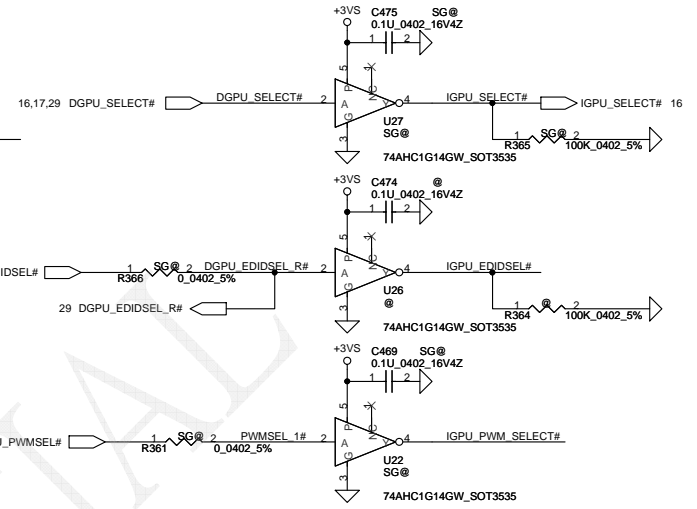 +3VS C475 SG@
0.1U_0402_16V4Z
1 2
5
P NC 1
16,17,29 DGPU_SELECT# DGPU_SELECT# 2 A Y 4 IGPU_SELECT# IGPU_SELECT# 16
G
3
U27
SG@
74AHC1G14GW_SOT3535
1 SG@ 2
R365 100K_0402_5%
+3VS C474 @
0.1U_0402_16V4Z
1 2
5
P NC 1
IDSEL# 1 SG@ 2 DGPU_EDIDSEL_R# 2 A Y 4 IGPU_EDIDSEL#
R366 0_0402_5%
G
3
29 DGPU_EDIDSEL_R#
U26
@
74AHC1G14GW_SOT3535
1 @ 2
R364 100K_0402_5%
+3VS C469 SG@
0.1U_0402_16V4Z
1 2
5
P NC 1
U_PWMSEL# 1 SG@ 2 PWMSEL_1# 2 A Y 4 IGPU_PWM_SELECT#
R361 0_0402_5%
G
3
U22
SG@
74AHC1G14GW_SOT3535